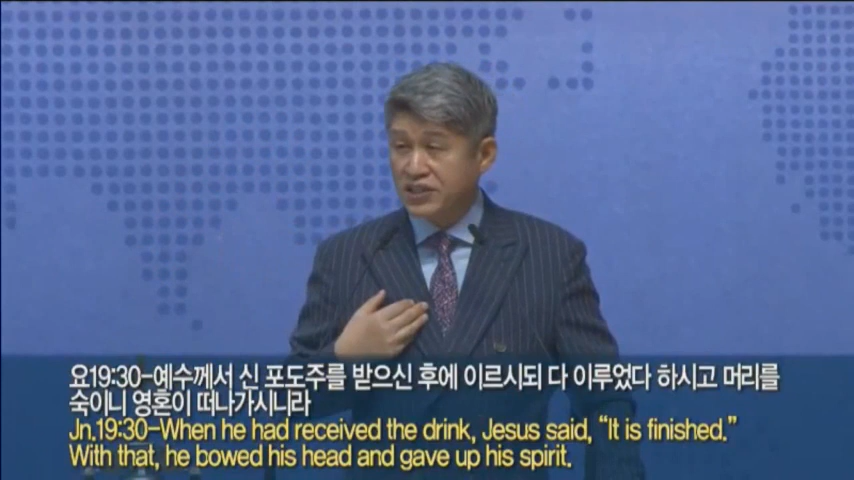 요19:30-예수께서 신 포도주를 받으신 후에 이르시되 다 이루었다 하시고 머리를
숙이니 영혼이 떠나가시니라
Jn.19:30-When he had received the drink, Jesus said, “It is finished.”
With that, he bowed his head and gave up his spirit.